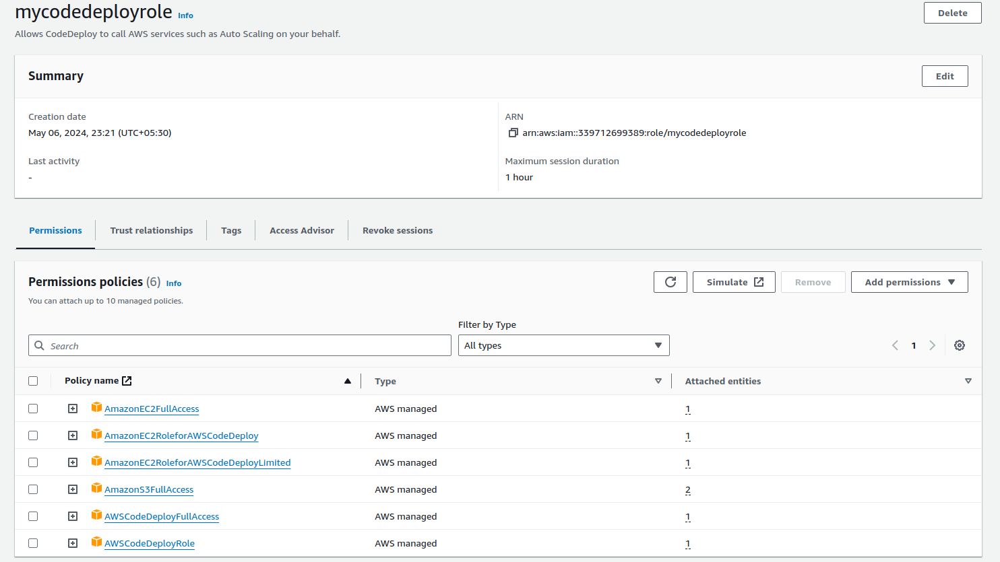 mycodedeployrole Info
Delete
Allows CodeDeploy to call AWS services such as Auto Scaling on your behalf.
Summary
Edit
Creation date
May 06, 2024, 23:21 (UTC+05:30)
ARN
arn:aws:iam::339712699389:role/mycodedeployrole
Last activity
-
Maximum session duration
1 hour
Permissions
Trust relationships
Tags
Access Advisor
Revoke sessions
Permissions policies (6) Info
You can attach up to 10 managed policies.
Simulate
Remove
Add permissions
Filter by Type
Search
All types
1
Policy name
Type
Attached entities
AmazonEC2FullAccess AWS managed 1
AmazonEC2RoleforAWSCodeDeploy AWS managed 1
AmazonEC2RoleforAWSCodeDeployLimited AWS managed 1
AmazonS3FullAccess AWS managed 2
AWSCodeDeployFullAccess AWS managed 1
AWSCodeDeployRole AWS managed 1